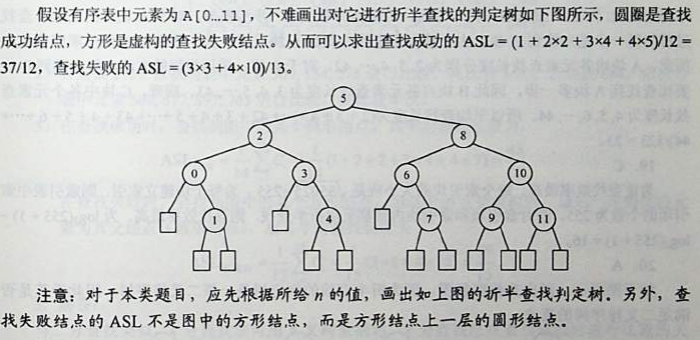 假设有序表中元素为A[0…11]，不难画出对它进行折半查找的判定树如下图所示，圆圈是查找
成功结点，方形是虚构的查找失败结点。从而可以求出查找成功的 ASL = (1 + 2×2 + 3×4 + 4×5)/12 =
37/12，查找失败的 ASL = (3×3 + 4×10)/13。
5
2 8
0 3 6 10
1 4 7 9 11
注意：对于本类题目，应先根据所给 n 的值，画出如上图的折半查找判定树。另外，查
找失败结点的 ASL 不是图中的方形结点，而是方形结点上一层的圆形结点。